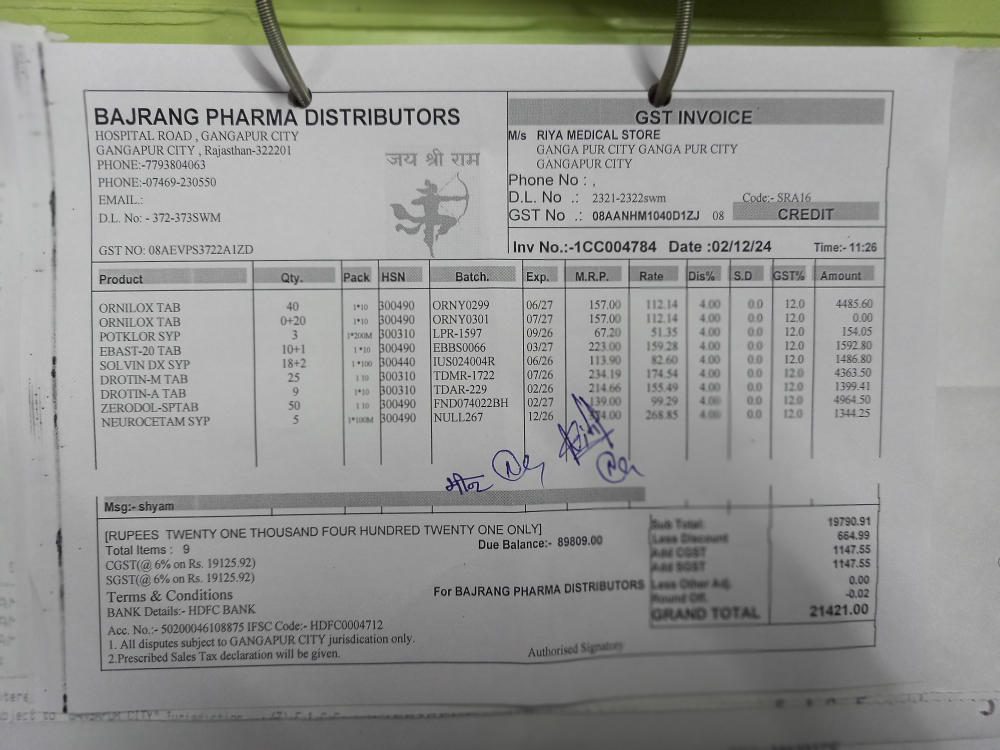 BAJRANG PHARMA DISTRIBUTORS
HOSPITAL ROAD , GANGAPUR CITY
GANGAPUR CITY , Rajasthan-322201
PHONE:-7793804063
PHONE:-07469-230550
EMAIL.:
D.L. No: - 372-373SWM
GST NO: 08AEVPS3722A1ZD
जय श्री राम
GST INVOICE
M/s RIYA MEDICAL STORE
GANGA PUR CITY GANGA PUR CITY
GANGAPUR CITY
Phone No : ,
D.L. No .: 2321-2322swm Code:- SRA16
GST No .: 08AANHM1040D1ZJ 08 CREDIT
Inv No.:-1CC004784 Date :02/12/24 Time:- 11:26
Product Qty. Pack HSN Batch. Exp. M.R.P. Rate Dis% S.D GST% Amount
ORNILOX TAB 40 1*10 300490 ORNY0299 06/27 157.00 112.14 4.00 0.0 12.0 4485.60
ORNILOX TAB 0+20 1*10 300490 ORNY0301 07/27 157.00 112.14 4.00 0.0 12.0 0.00
POTKLOR SYP 3 1*200M 300310 LPR-1597 09/26 67.20 51.35 4.00 0.0 12.0 154.05
EBAST-20 TAB 10+1 1*10 300490 EBBS0066 03/27 223.00 159.28 4.00 0.0 12.0 1592.80
SOLVIN DX SYP 18+2 1*100 300440 IUS024004R 06/26 113.90 82.60 4.00 0.0 12.0 1486.80
DROTIN-M TAB 25 1 10 300310 TDMR-1722 07/26 234.19 174.54 4.00 0.0 12.0 4363.50
DROTIN-A TAB 9 1*10 300310 TDAR-229 02/26 214.66 155.49 4.00 0.0 12.0 1399.41
ZERODOL-SPTAB 50 1 10 300490 FND074022BH 02/27 139.00 99.29 4.00 0.0 12.0 4964.50
NEUROCETAM SYP 5 1*100M 300490 NULL267 12/26 268.85 4.00 0.0 12.0 1344.25
Msg:- shyam
[RUPEES TWENTY ONE THOUSAND FOUR HUNDRED TWENTY ONE ONLY]
Total Items : 9 Due Balance:- 89809.00
CGST(@ 6% on Rs. 19125.92)
SGST(@ 6% on Rs. 19125.92)
Terms & Conditions
For BAJRANG PHARMA DISTRIBUTORS
BANK Details:- HDFC BANK
Acc. No.:- 50200046108875 IFSC Code:- HDFC0004712
1. All disputes subject to GANGAPUR CITY jurisdication only.
2.Prescribed Sales Tax declaration will be given.
Authorised Signatory
Sub Total: 19790.91
Less Discount 664.99
Add CGST 1147.55
Add SGST 1147.55
Less Other Adj. 0.00
Round Off. -0.02
GRAND TOTAL 21421.00